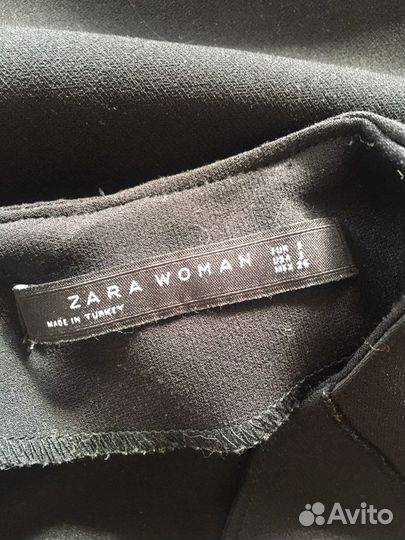 ZARA WOMAN
MADE IN TURKEY
EUR S
USA S
MEX 26
Avito